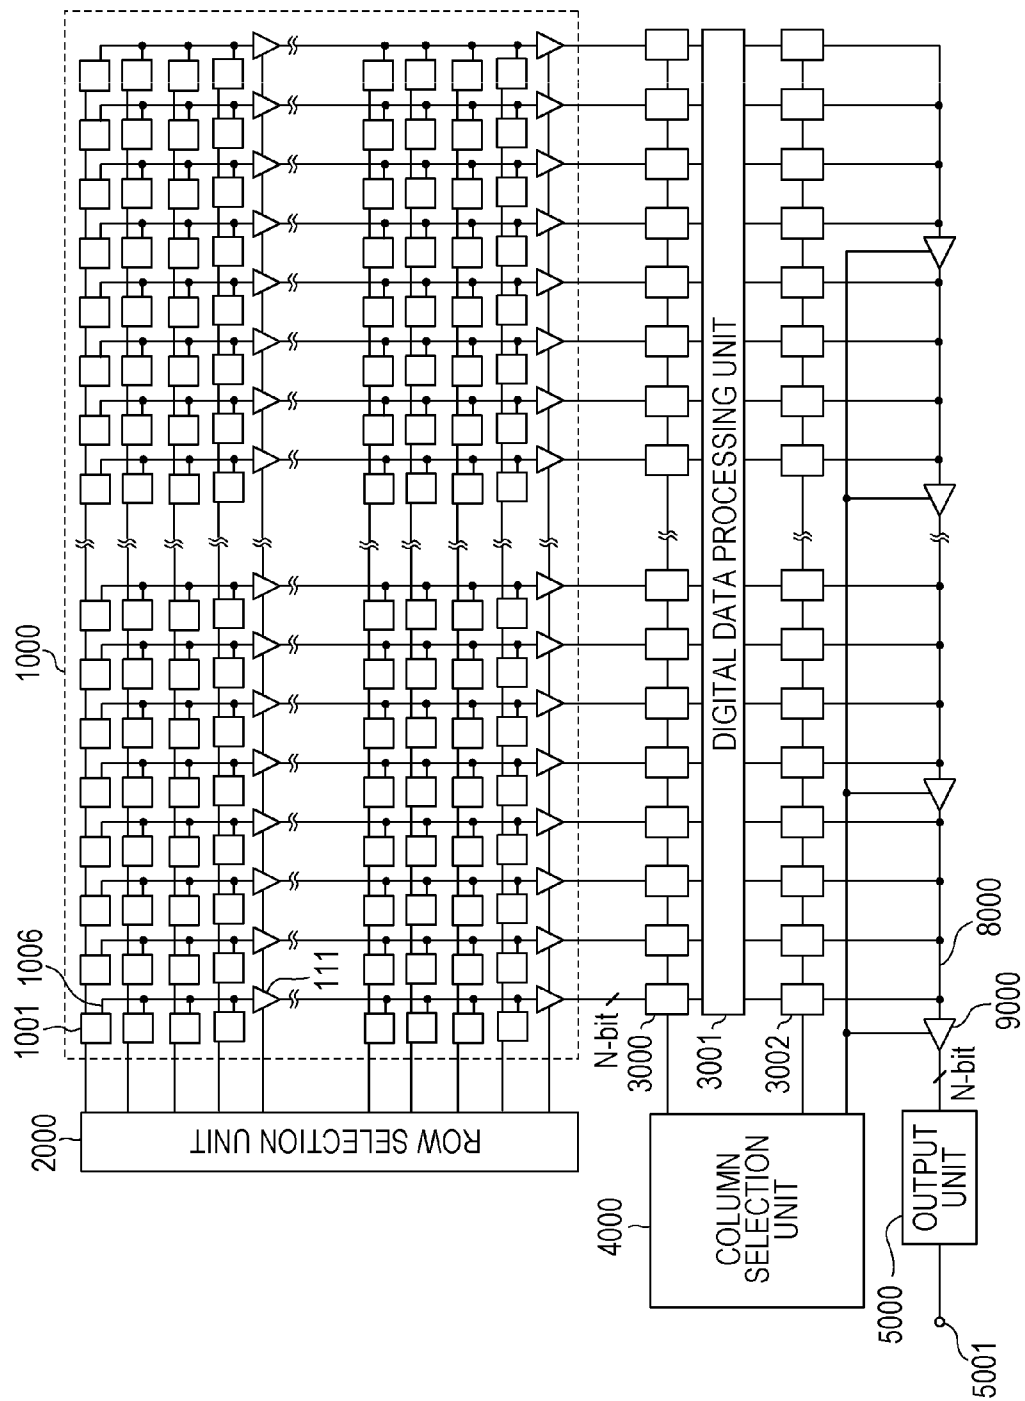 1000
1001
1006
111
2000
ROW SELECTION UNIT
N-bit
3000
3001
3002
DIGITAL DATA PROCESSING UNIT
4000
COLUMN
SELECTION
UNIT
8000
9000
N-bit
5000
OUTPUT
UNIT
5001